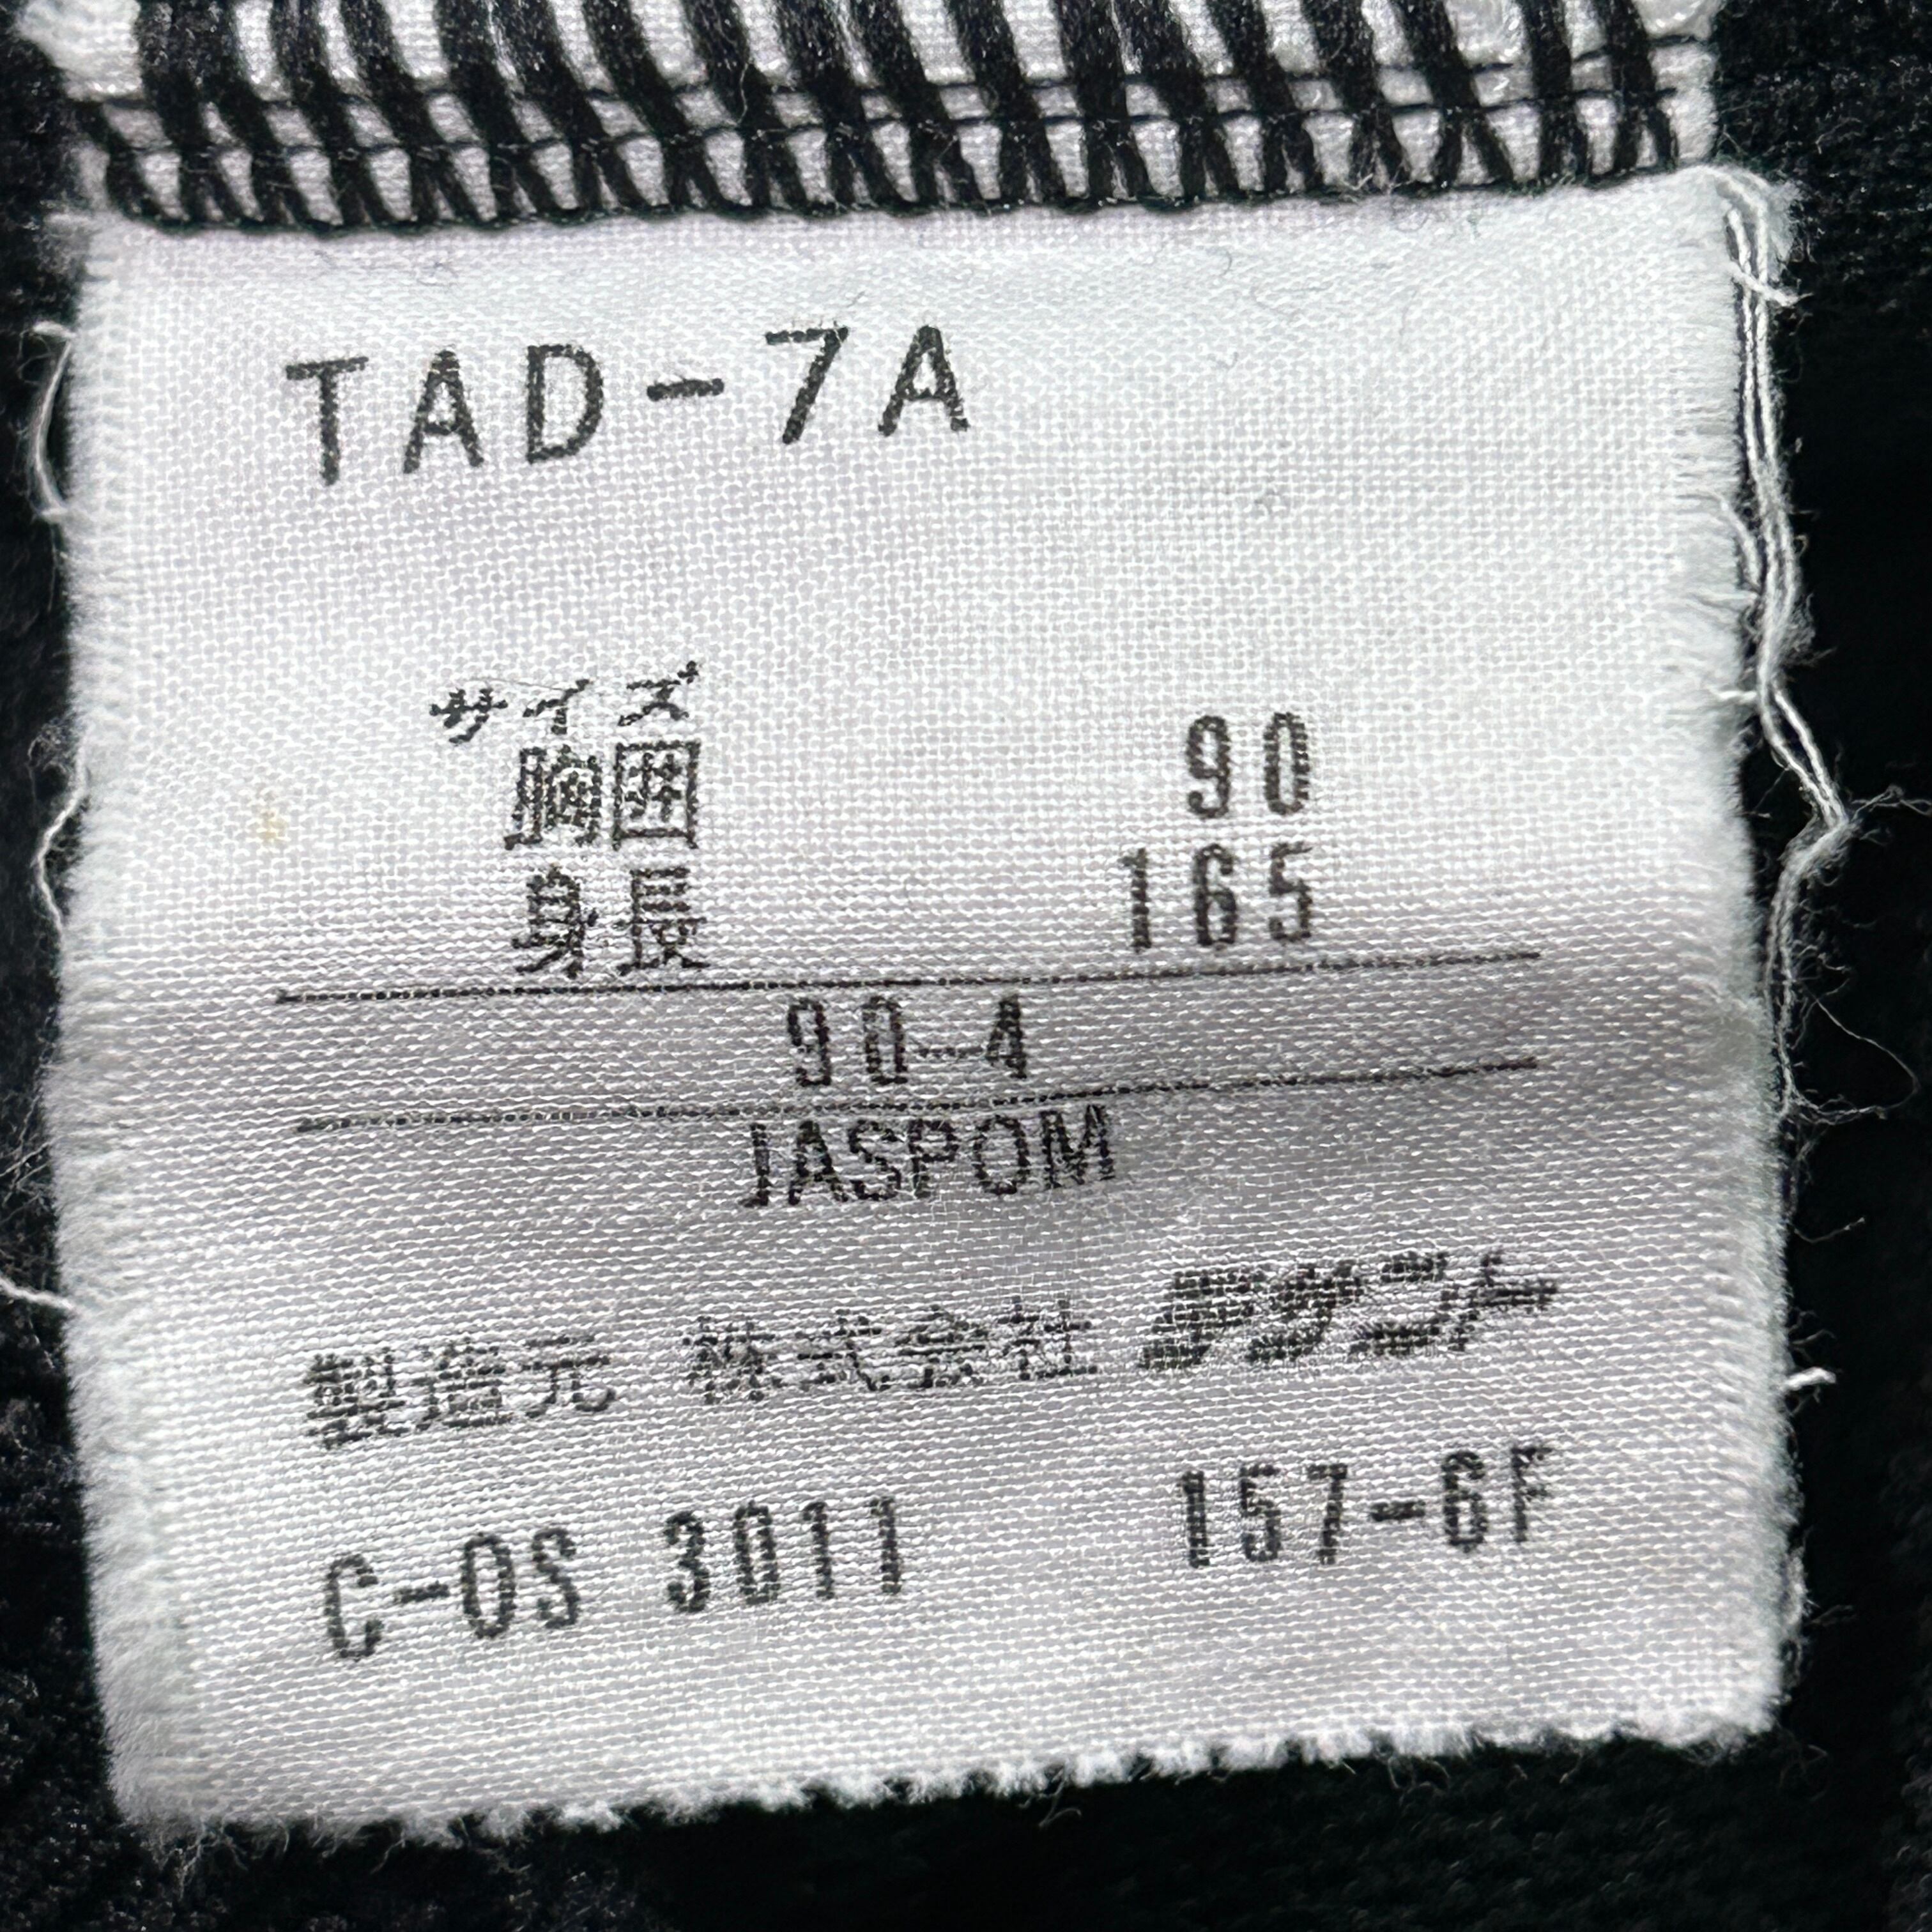 TAD-7A
サイズ
胸囲 90
身長 165
90-4
JASPOM
製造元 株式会社 デサント
C-OS 3011 157-6F